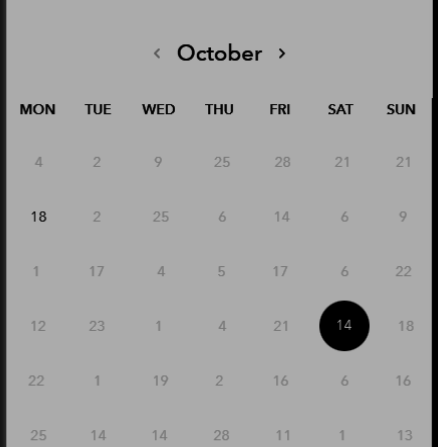 ‹ October ›
MON TUE WED THU FRI SAT SUN
4 2 9 25 28 21 21
18 2 25 6 14 6 9
1 17 4 5 17 6 22
12 23 1 4 21 14 18
22 1 19 2 16 6 16
25 14 14 28 11 1 13